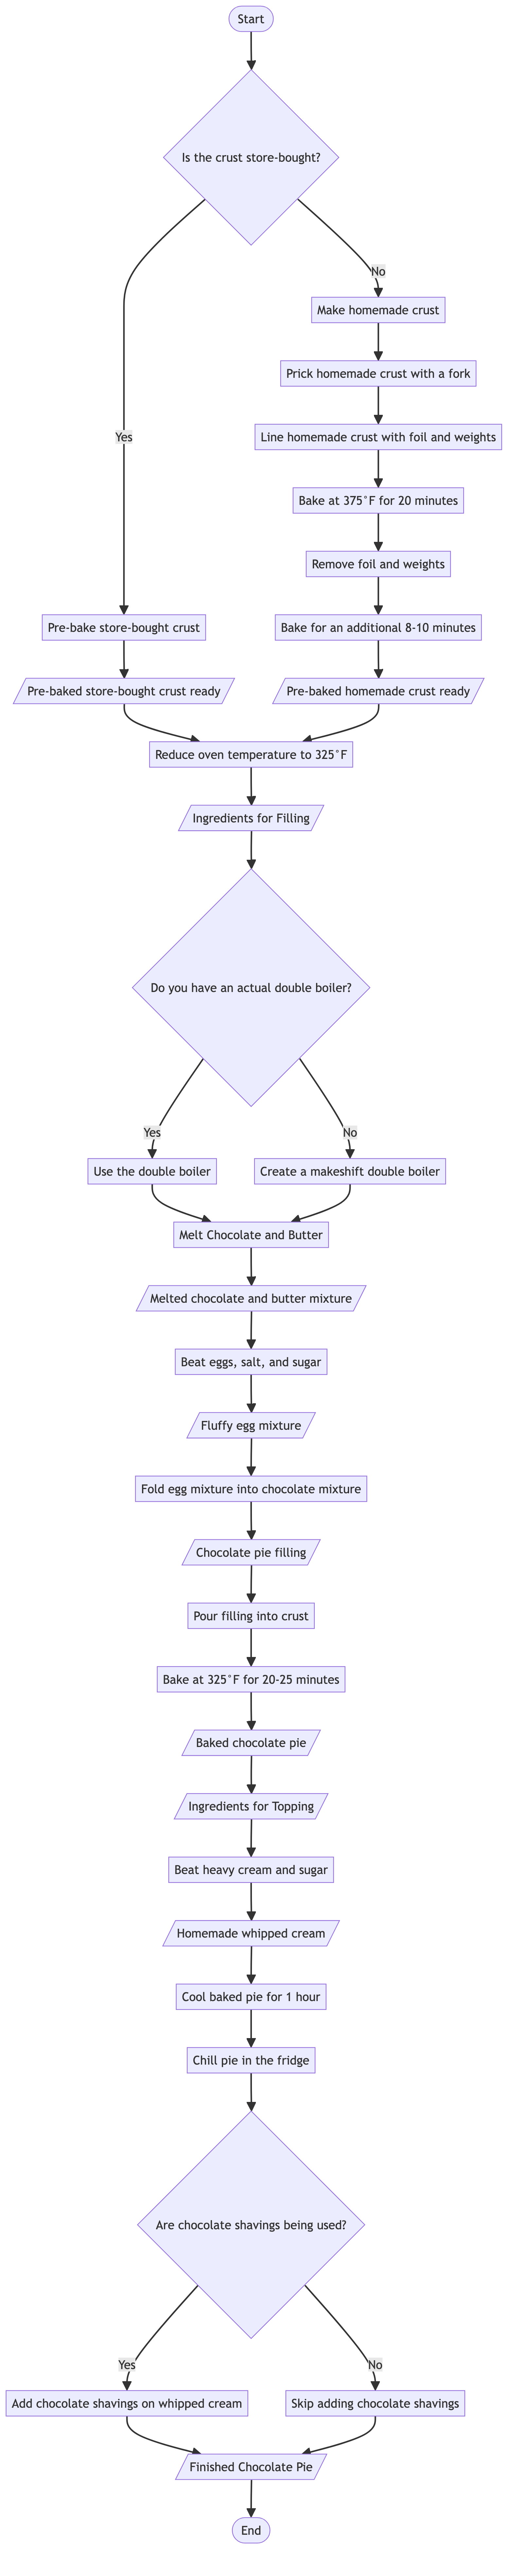 Start
Is the crust store-bought?
No
Make homemade crust
Prick homemade crust with a fork
Yes
Line homemade crust with foil and weights
Bake at 375°F for 20 minutes
Remove foil and weights
Pre-bake store-bought crust
Bake for an additional 8-10 minutes
Pre-baked store-bought crust ready
Pre-baked homemade crust ready
Reduce oven temperature to 325°F
Ingredients for Filling
Do you have an actual double boiler?
Yes
No
Use the double boiler
Create a makeshift double boiler
Melt Chocolate and Butter
Melted chocolate and butter mixture
Beat eggs, salt, and sugar
Fluffy egg mixture
Fold egg mixture into chocolate mixture
Chocolate pie filling
Pour filling into crust
Bake at 325°F for 20-25 minutes
Baked chocolate pie
Ingredients for Topping
Beat heavy cream and sugar
Homemade whipped cream
Cool baked pie for 1 hour
Chill pie in the fridge
Are chocolate shavings being used?
Yes
No
Add chocolate shavings on whipped cream
Skip adding chocolate shavings
Finished Chocolate Pie
End